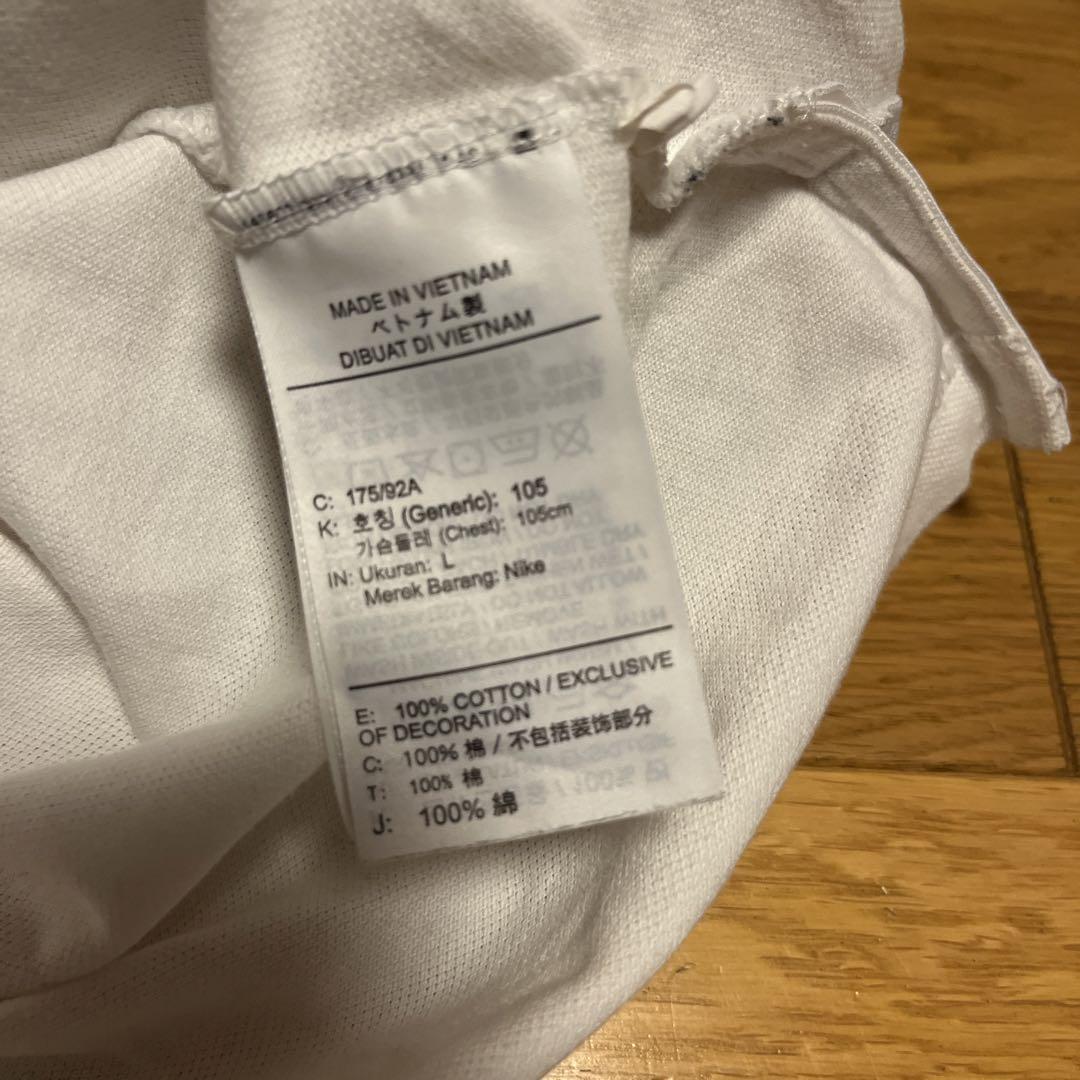 MADE IN VIETNAM
ベトナム製
DIBUAT DI VIETNAM
C: 175/92A
K: 호칭 (Generic): 105
가슴둘레 (Chest): 105cm
IN: Ukuran: L
Merek Barang: Nike
E: 100% COTTON / EXCLUSIVE
OF DECORATION
C: 100% 棉 / 不包括装饰部分
T: 100% 棉
J: 100% 綿